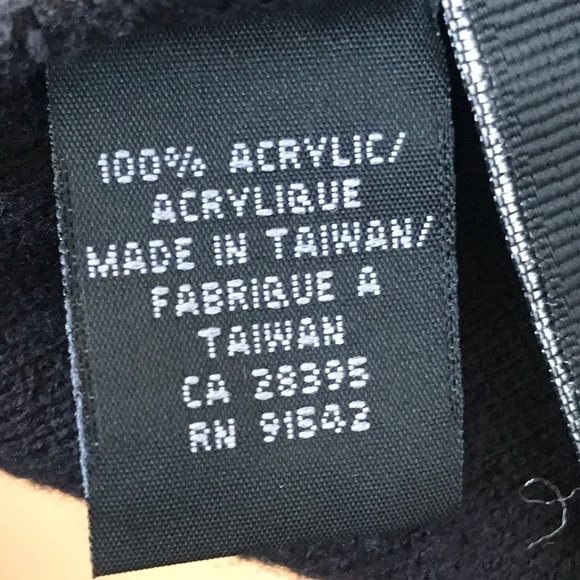 100% ACRYLIC/
ACRYLIQUE
MADE IN TAIWAN/
FABRIQUE A
TAIWAN
CA 28395
RN 91542